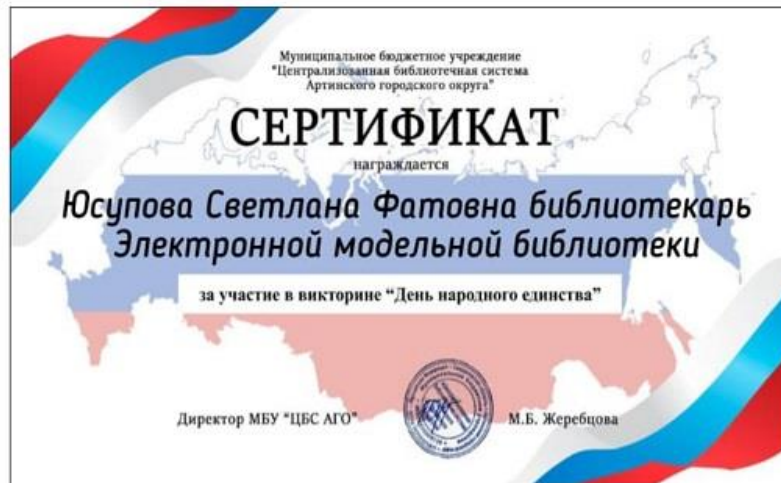 Муниципальное бюджетное учреждение
"Централизованная библиотечная система
Артинского городского округа"
СЕРТИФИКАТ
награждается
Юсупова Светлана Фатовна библиотекарь
Электронной модельной библиотеки
за участие в викторине "День народного единства"
Директор МБУ "ЦБС АГО"
М.Б. Жеребцова